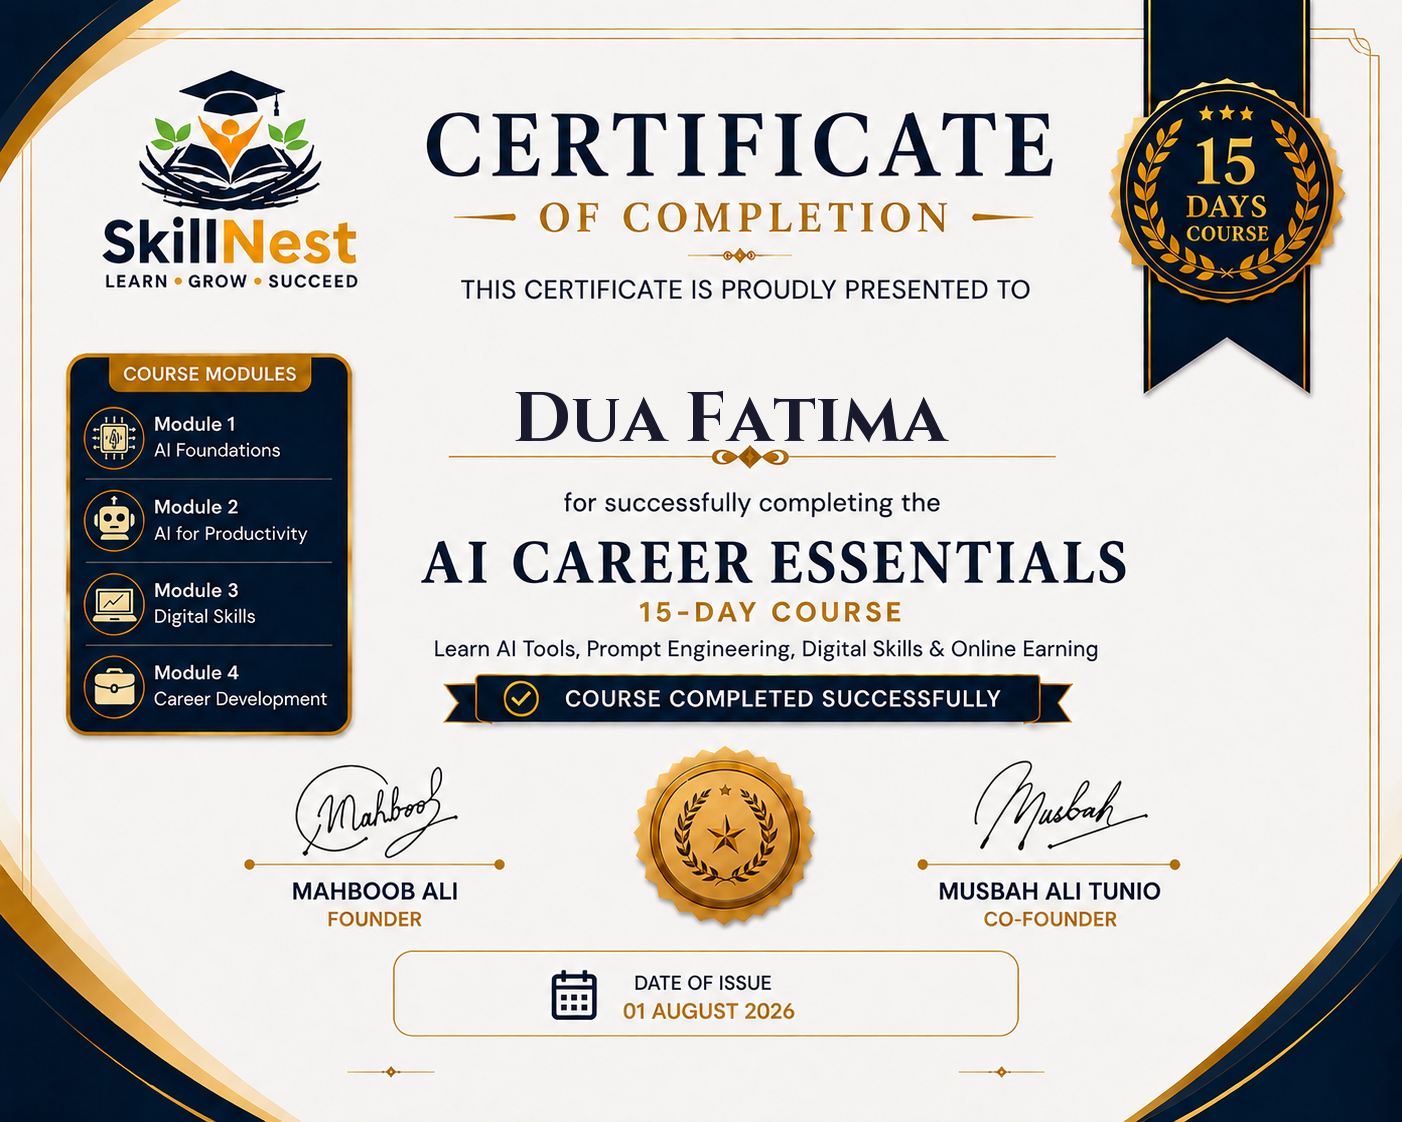 SkillNest
LEARN • GROW • SUCCEED
CERTIFICATE
OF COMPLETION
THIS CERTIFICATE IS PROUDLY PRESENTED TO
15
DAYS
COURSE
COURSE MODULES
Module 1
AI Foundations
Module 2
AI for Productivity
Module 3
Digital Skills
Module 4
Career Development
DUA FATIMA
for successfully completing the
AI CAREER ESSENTIALS
15-DAY COURSE
Learn AI Tools, Prompt Engineering, Digital Skills & Online Earning
COURSE COMPLETED SUCCESSFULLY
Mahboob
MAHBOOB ALI
FOUNDER
Musbah
MUSBAH ALI TUNIO
CO-FOUNDER
DATE OF ISSUE
01 AUGUST 2026